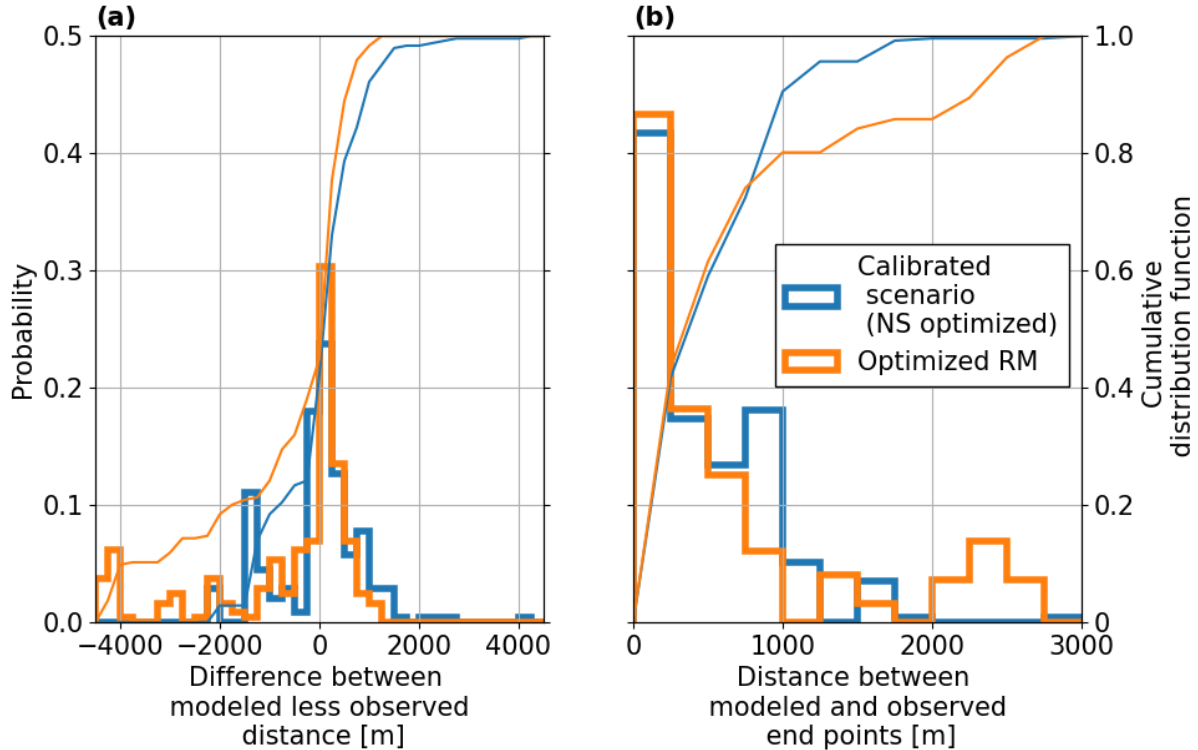 (a)
(b)
0.5
0.4
0.3
0.2
0.1
0.0
Probability
−4000
−2000
0
2000
4000
Difference between
modeled less observed
distance [m]
0
1000
2000
3000
Distance between
modeled and observed
end points [m]
1.0
0.8
0.6
0.4
0.2
0
Cumulative
distribution function
Calibrated
scenario
(NS optimized)
Optimized RM